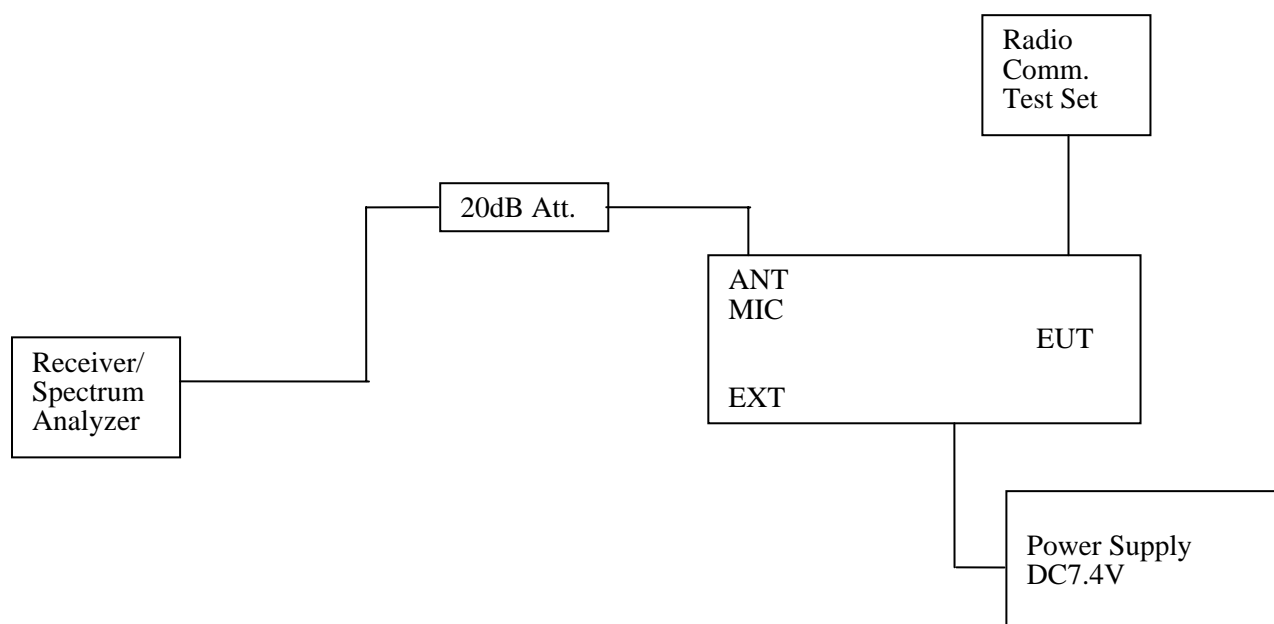 Radio
Comm.
Test Set
20dB Att.
ANT
MIC
EUT
EXT
Receiver/
Spectrum
Analyzer
Power Supply
DC7.4V